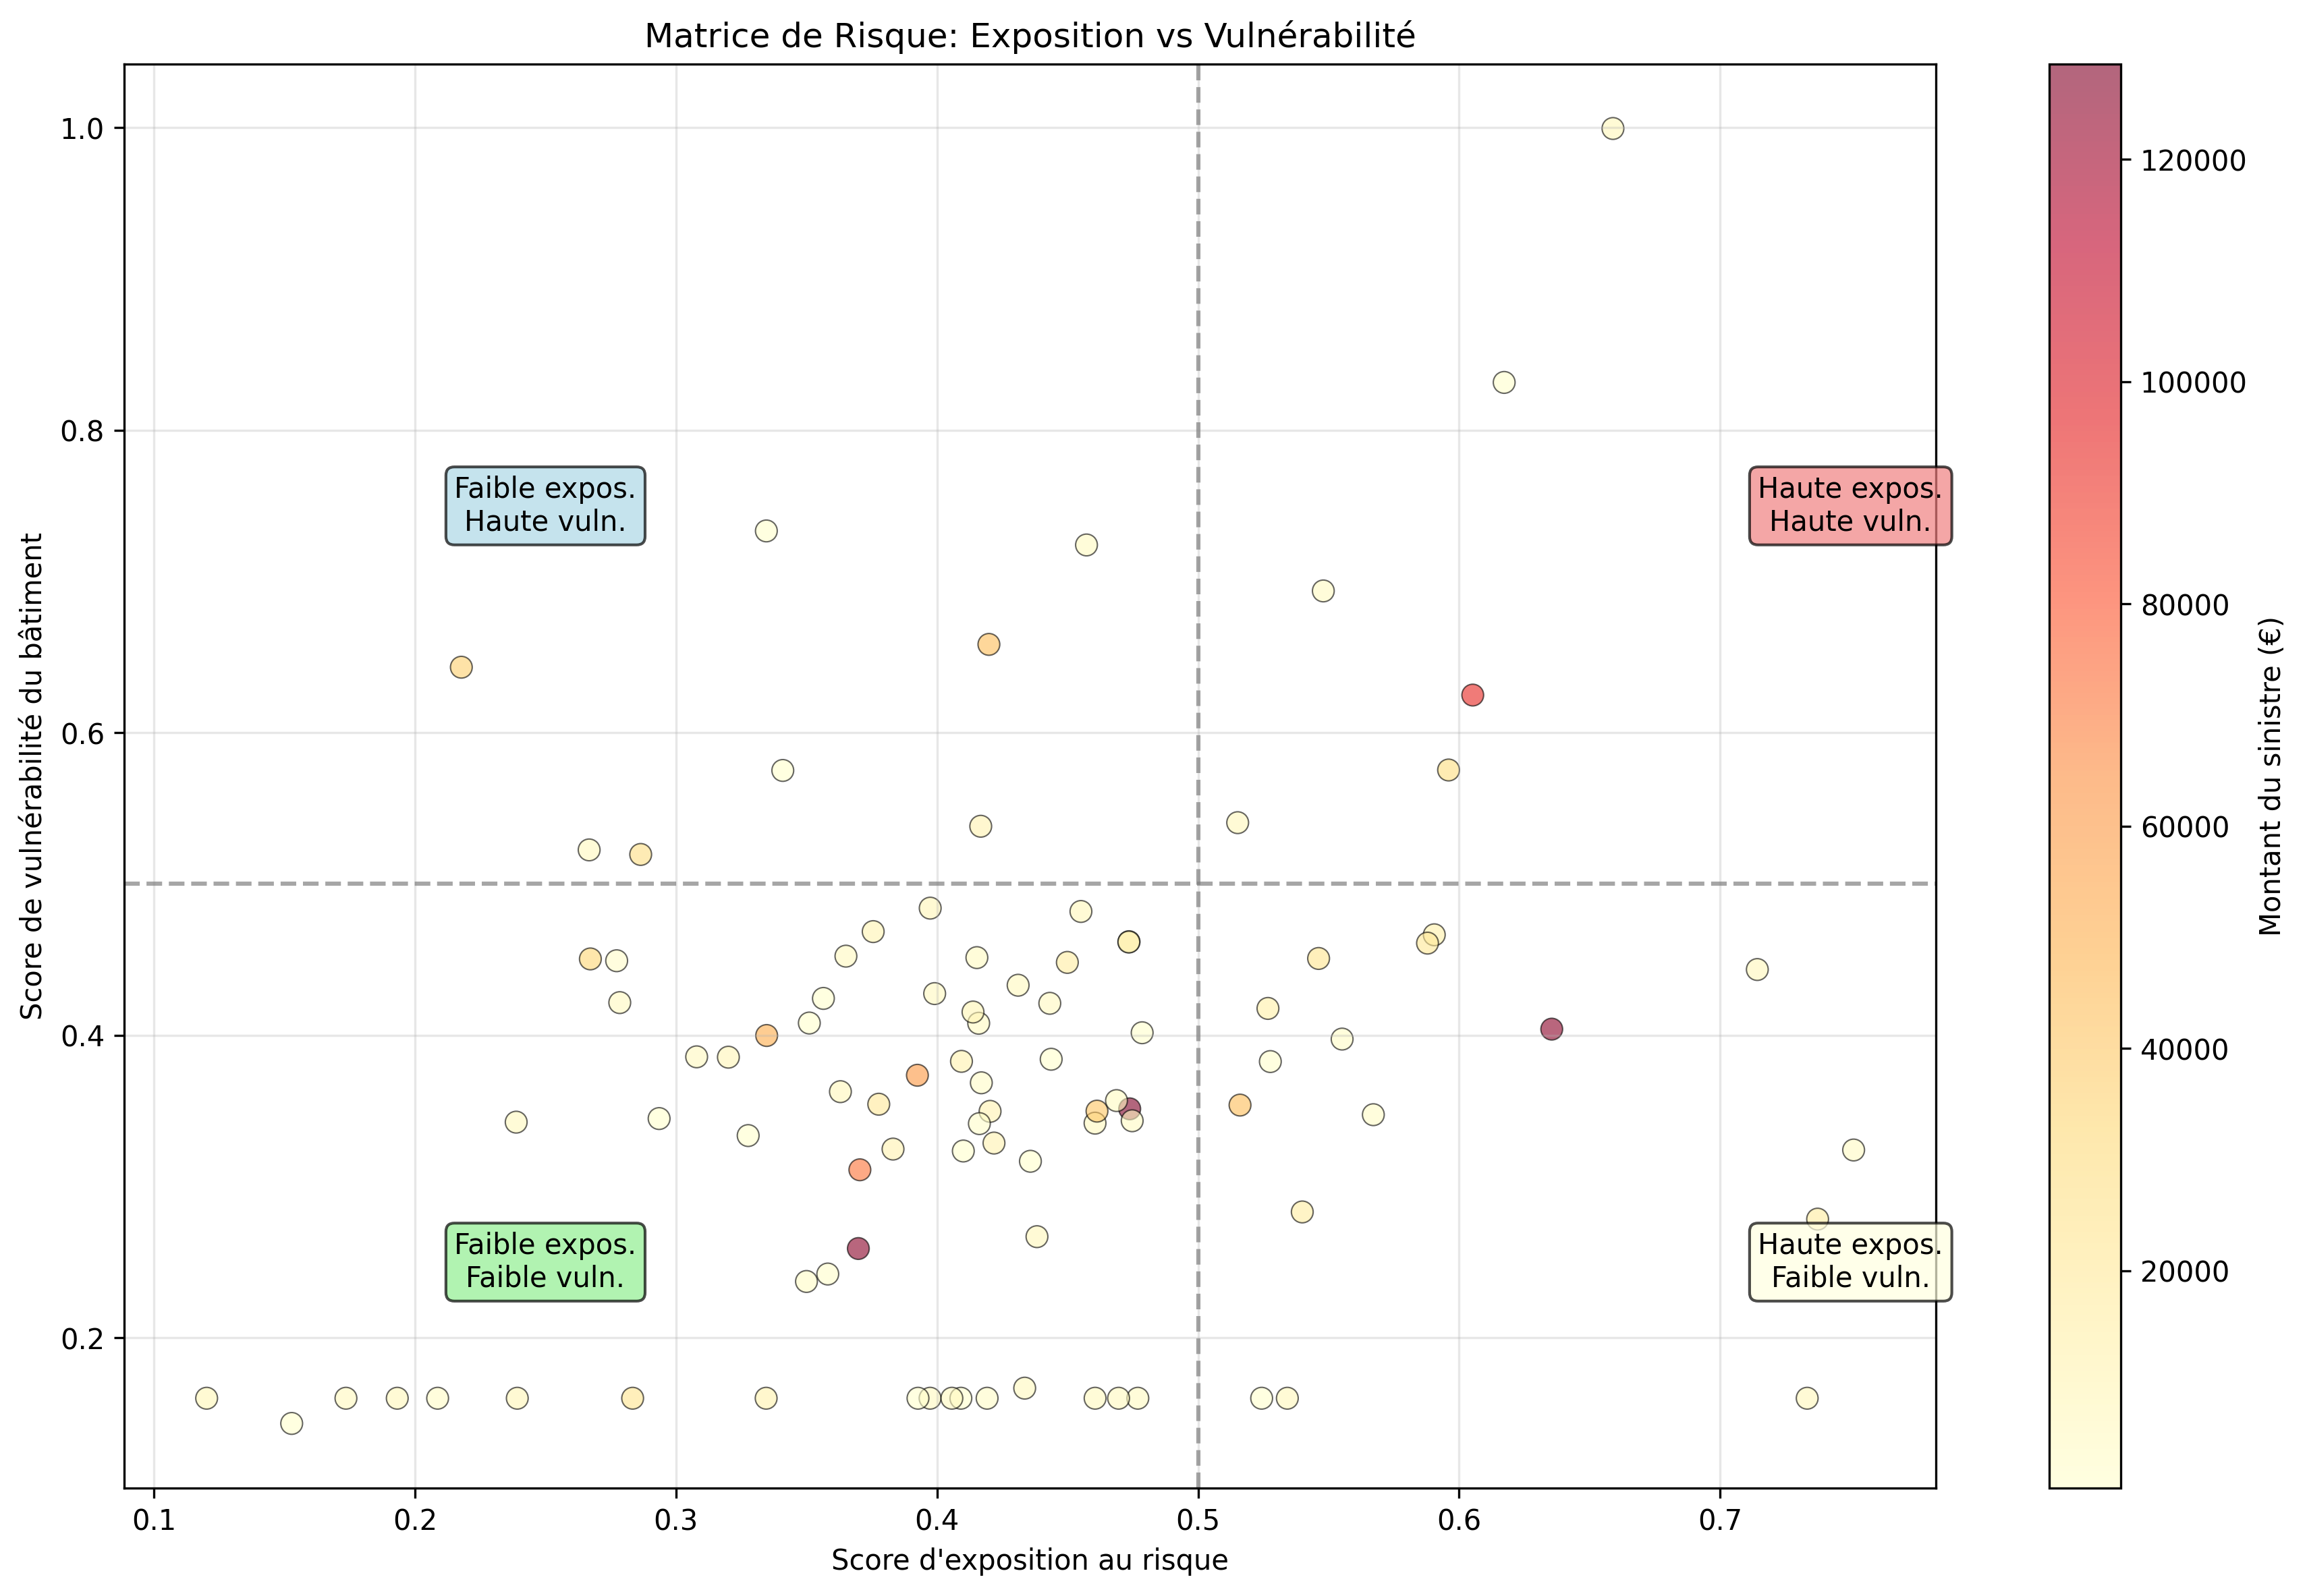 Matrice de Risque: Exposition vs Vulnérabilité
Score de vulnérabilité du bâtiment
1.0
0.8
0.6
0.4
0.2
Faible expos.
Haute vuln.
Haute expos.
Haute vuln.
Faible expos.
Faible vuln.
Haute expos.
Faible vuln.
0.1
0.2
0.3
0.4
0.5
0.6
0.7
Score d'exposition au risque
120000
100000
80000
60000
40000
20000
Montant du sinistre (€)